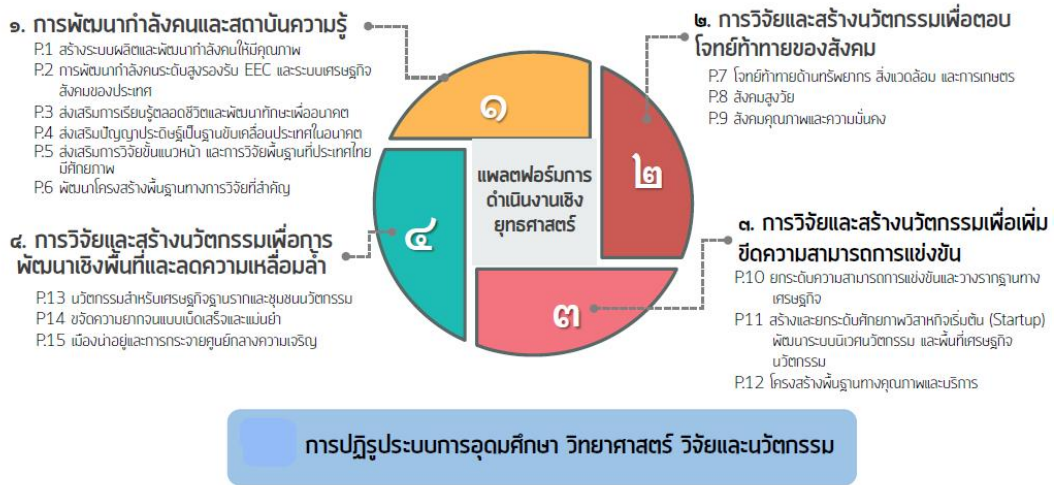 ๑. การพัฒนากำลังคนและสถาบันความรู้
P.1 สร้างระบบผลิตและพัฒนากำลังคนให้มีคุณภาพ
P.2 การพัฒนากำลังคนระดับสูงรองรับ EEC และระบบเศรษฐกิจ
สังคมของประเทศ
P.3 ส่งเสริมการเรียนรู้ตลอดชีวิตและพัฒนาทักษะเพื่ออนาคต
P.4 ส่งเสริมปัญญาประดิษฐ์เป็นฐานขับเคลื่อนประเทศในอนาคต
P.5 ส่งเสริมการวิจัยขั้นแนวหน้า และการวิจัยพื้นฐานที่ประเทศไทย
มีศักยภาพ
P.6 พัฒนาโครงสร้างพื้นฐานทางการวิจัยที่สำคัญ
๒. การวิจัยและสร้างนวัตกรรมเพื่อตอบ
โจทย์ท้าทายของสังคม
P.7 โจทย์ท้าทายด้านทรัพยากร สิ่งแวดล้อม และการเกษตร
P.8 สังคมสูงวัย
P.9 สังคมคุณภาพและความมั่นคง
๑
๒
แพลตฟอร์มการ
ดำเนินงานเชิง
ยุทธศาสตร์
๔
๓
๔. การวิจัยและสร้างนวัตกรรมเพื่อการ
พัฒนาเชิงพื้นที่และลดความเหลื่อมล้ำ
P.13 นวัตกรรมสำหรับเศรษฐกิจฐานรากและชุมชนนวัตกรรม
P14 ขจัดความยากจนแบบเบ็ดเสร็จและแม่นยำ
P.15 เมืองน่าอยู่และการกระจายศูนย์กลางความเจริญ
๓. การวิจัยและสร้างนวัตกรรมเพื่อเพิ่ม
ขีดความสามารถการแข่งขัน
P.10 ยกระดับความสามารถการแข่งขันและวางรากฐานทาง
เศรษฐกิจ
P11 สร้างและยกระดับศักยภาพวิสาหกิจเริ่มต้น (Startup)
พัฒนาระบบนิเวศนวัตกรรม และพื้นที่เศรษฐกิจ
นวัตกรรม
P.12 โครงสร้างพื้นฐานทางคุณภาพและบริการ
การปฏิรูประบบการอุดมศึกษา วิทยาศาสตร์ วิจัยและนวัตกรรม